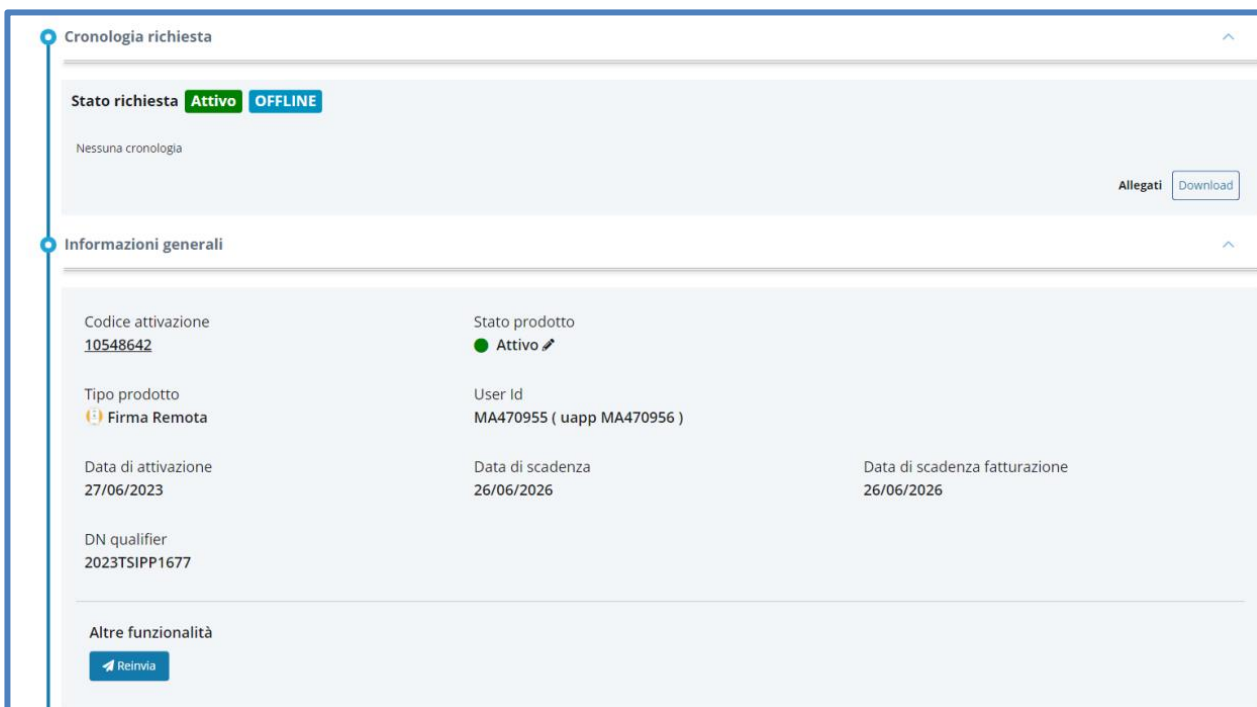 Cronologia richiesta
Stato richiesta Attivo OFFLINE
Nessuna cronologia
Allegati Download
Informazioni generali
Codice attivazione
10548642
Stato prodotto
Attivo
Tipo prodotto
Firma Remota
User Id
MA470955 ( uapp MA470956 )
Data di attivazione
27/06/2023
Data di scadenza
26/06/2026
Data di scadenza fatturazione
26/06/2026
DN qualifier
2023TSIPP1677
Altre funzionalità
Reinvia